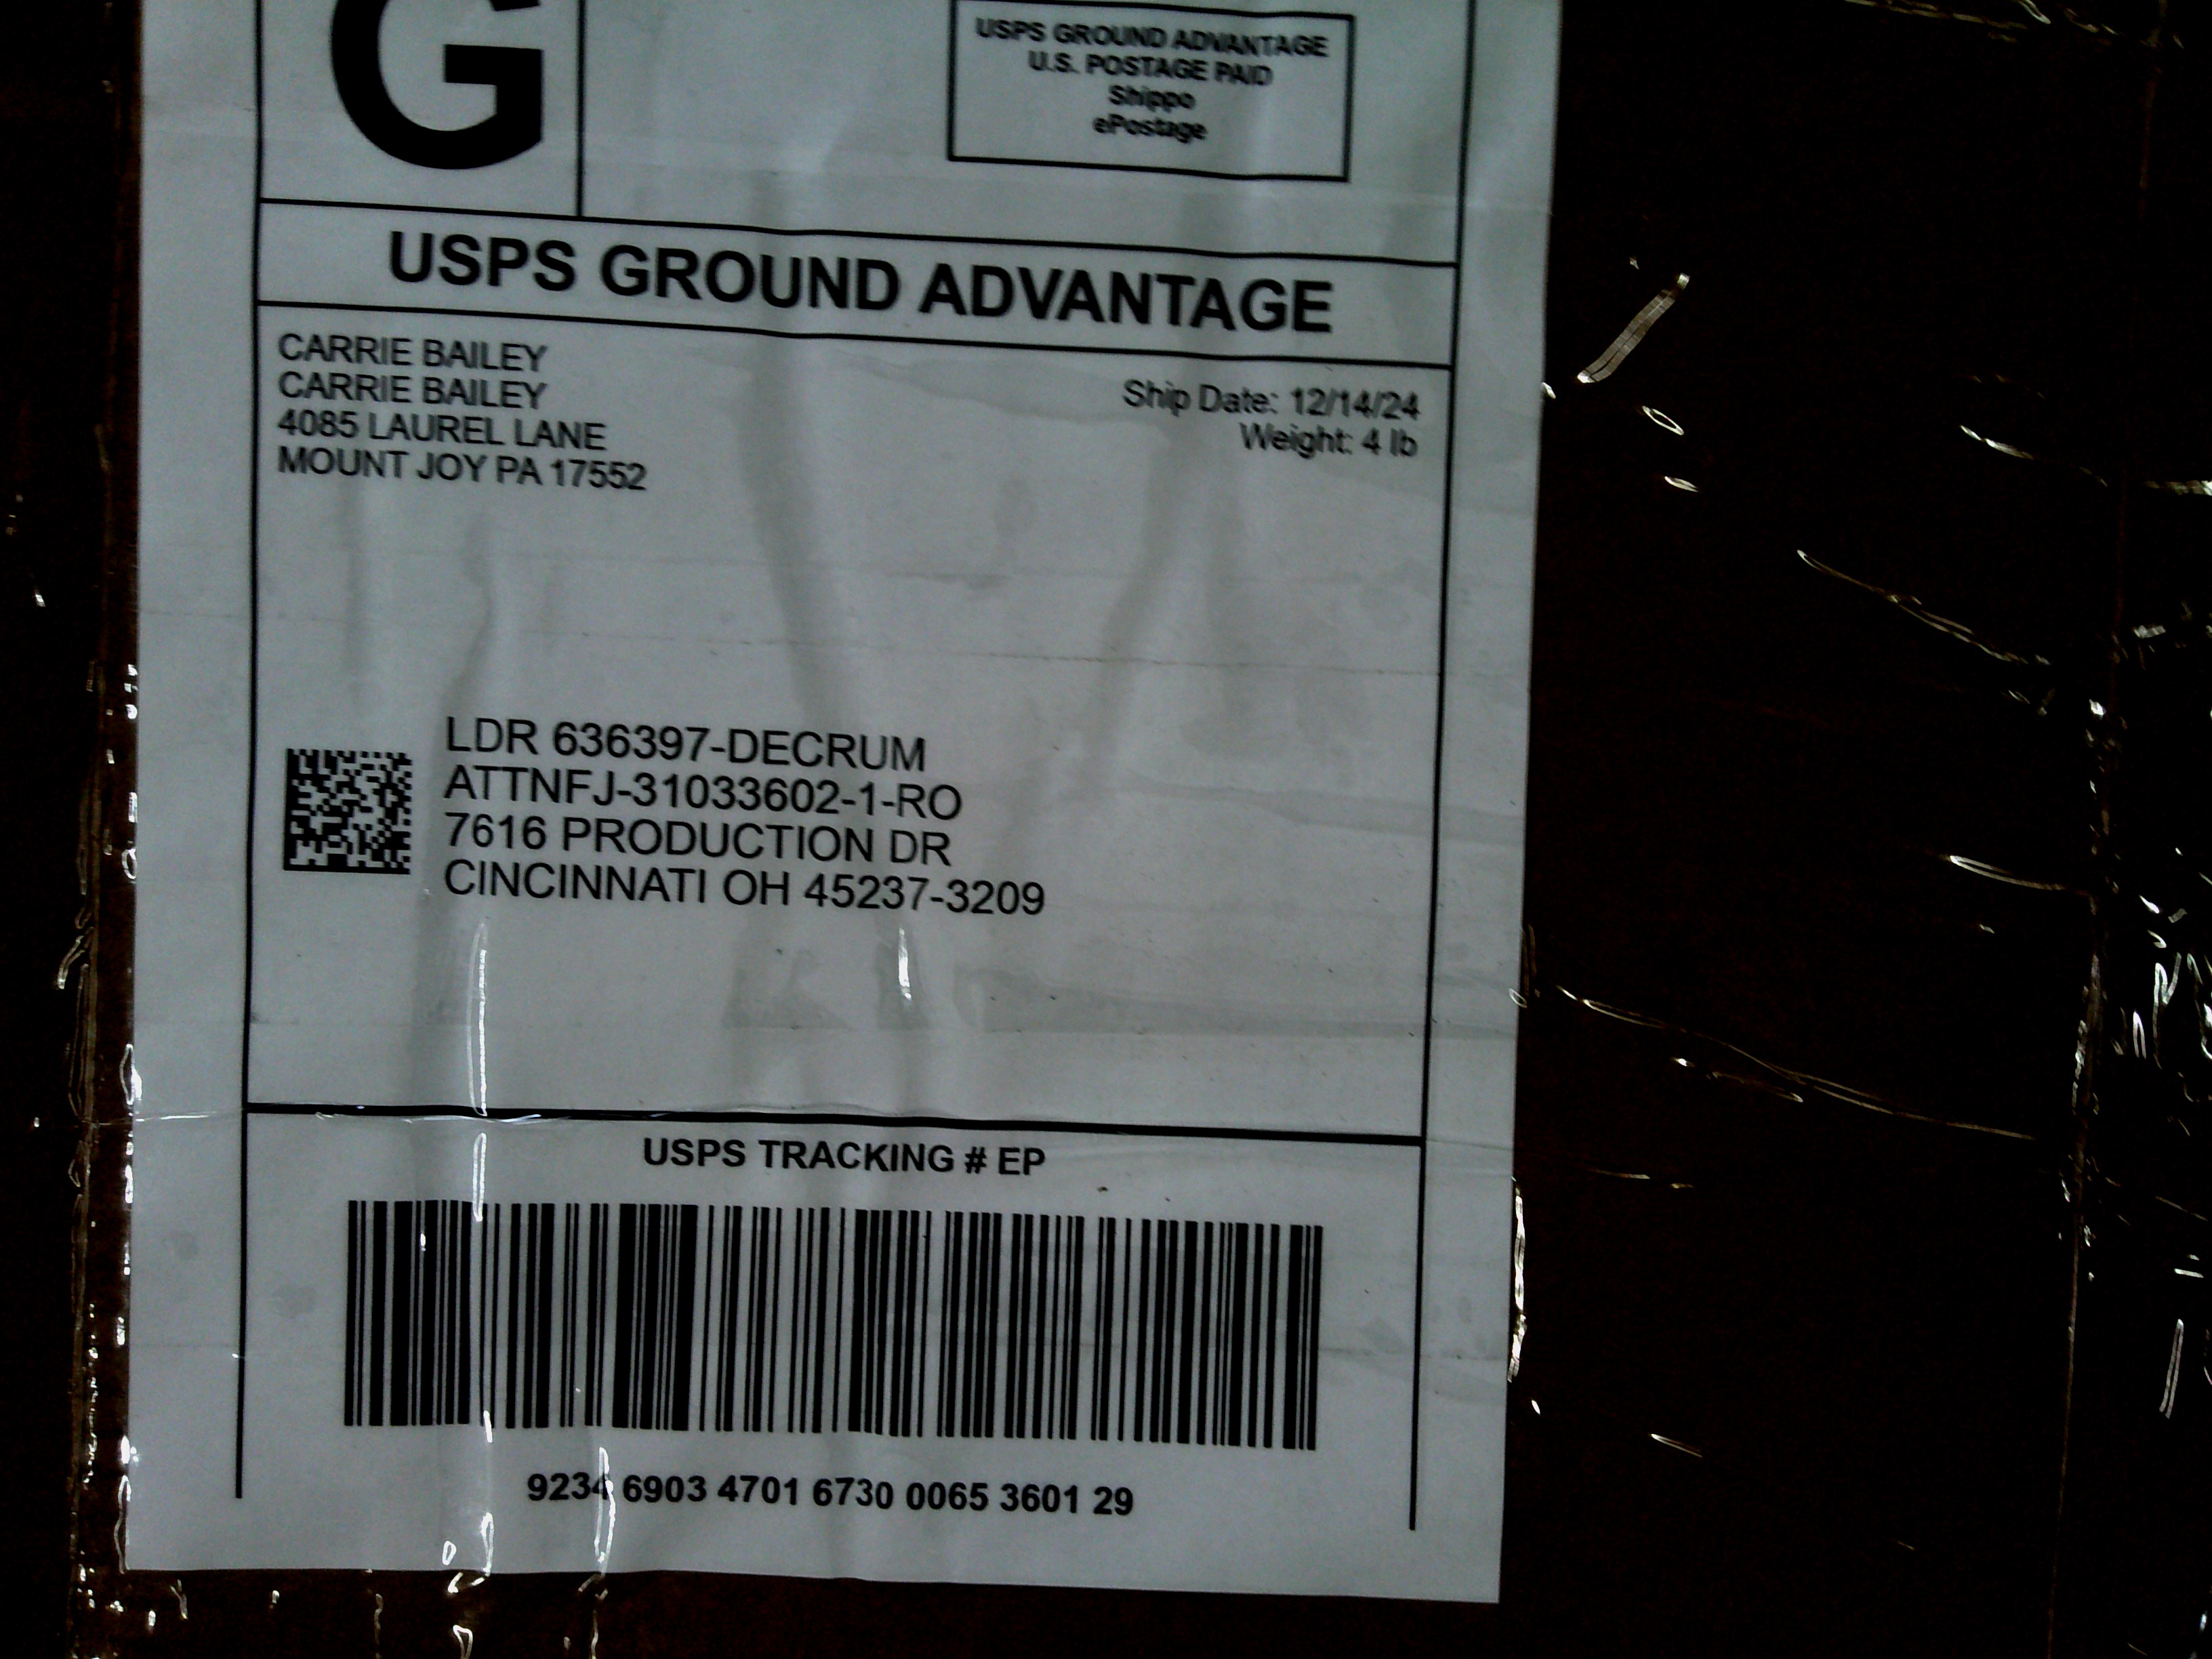 G
USPS GROUND ADVANTAGE
U.S. POSTAGE PAID
Shippo
ePostage
USPS GROUND ADVANTAGE
CARRIE BAILEY
CARRIE BAILEY
4085 LAUREL LANE
MOUNT JOY PA 17552
Ship Date: 12/14/24
Weight: 4 lb
LDR 636397-DECRUM
ATTNFJ-31033602-1-RO
7616 PRODUCTION DR
CINCINNATI OH 45237-3209
USPS TRACKING # EP
9234 6903 4701 6730 0065 3601 29